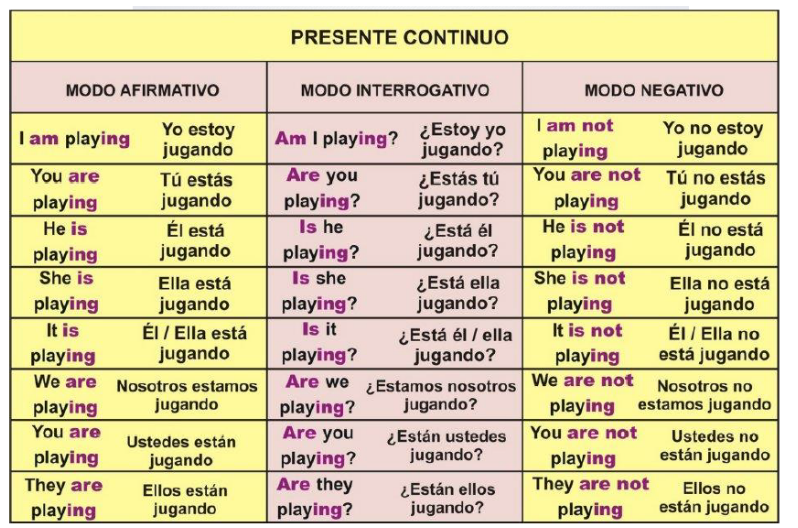 PRESENTE CONTINUO
MODO AFIRMATIVO
MODO INTERROGATIVO
MODO NEGATIVO
I am playing
Yo estoy
jugando
Am I playing?
¿Estoy yo
jugando?
I am not
playing
Yo no estoy
jugando
You are
playing
Tú estás
jugando
Are you
playing?
¿Estás tú
jugando?
You are not
playing
Tú no estás
jugando
He is
playing
Él está
jugando
Is he
playing?
¿Está él
jugando?
He is not
playing
Él no está
jugando
She is
playing
Ella está
jugando
Is she
playing?
¿Está ella
jugando?
She is not
playing
Ella no está
jugando
It is
playing
Él / Ella está
jugando
Is it
playing?
¿Está él / ella
jugando?
It is not
playing
Él / Ella no
está jugando
We are
playing
Nosotros estamos
jugando
Are we
playing?
¿Estamos nosotros
jugando?
We are not
playing
Nosotros no
estamos jugando
You are
playing
Ustedes están
jugando
Are you
playing?
¿Están ustedes
jugando?
You are not
playing
Ustedes no
están jugando
They are
playing
Ellos están
jugando
Are they
playing?
¿Están ellos
jugando?
They are not
playing
Ellos no
están jugando